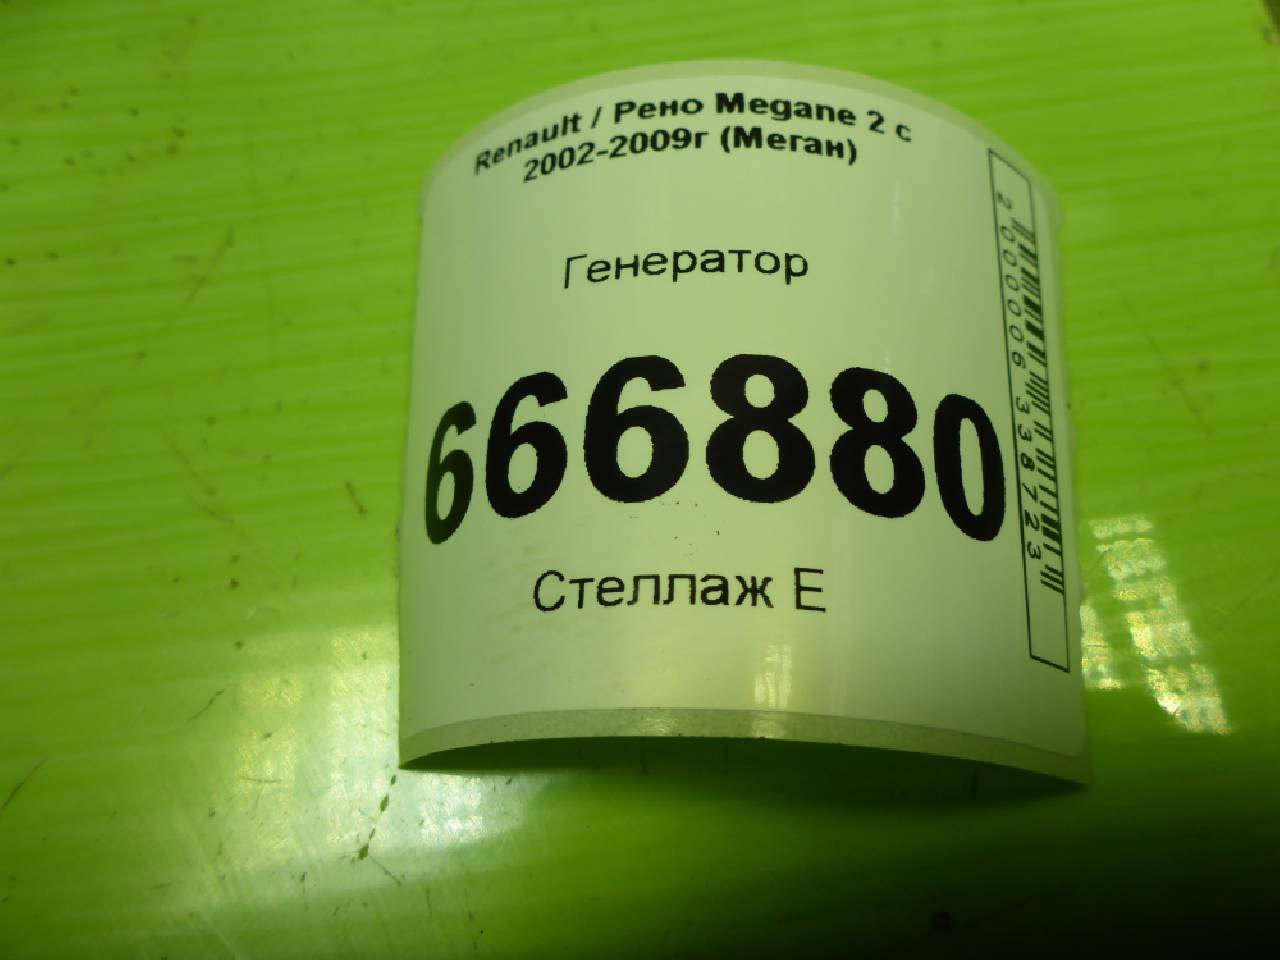 Renault / Рено Megane 2 с
2002-2009г (Меган)
Генератор
666880
Стеллаж Е
2000006338723